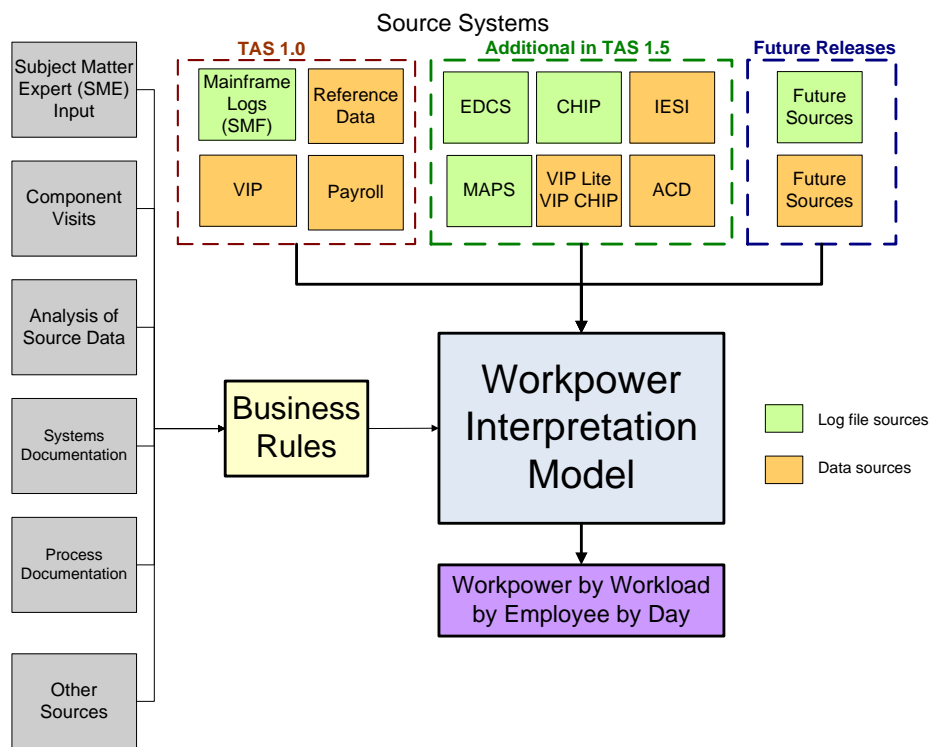 Source Systems
TAS 1.0
Additional in TAS 1.5
Future Releases
Subject Matter
Expert (SME)
Input
Component
Visits
Analysis of
Source Data
Systems
Documentation
Process
Documentation
Other
Sources
Mainframe
Logs
(SMF)
Reference
Data
VIP
Payroll
EDCS
CHIP
IESI
MAPS
VIP Lite
VIP CHIP
ACD
Future
Sources
Future
Sources
Business
Rules
Workpower
Interpretation
Model
Log file sources
Data sources
Workpower by Workload
by Employee by Day